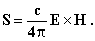 S = c/4π E × H .